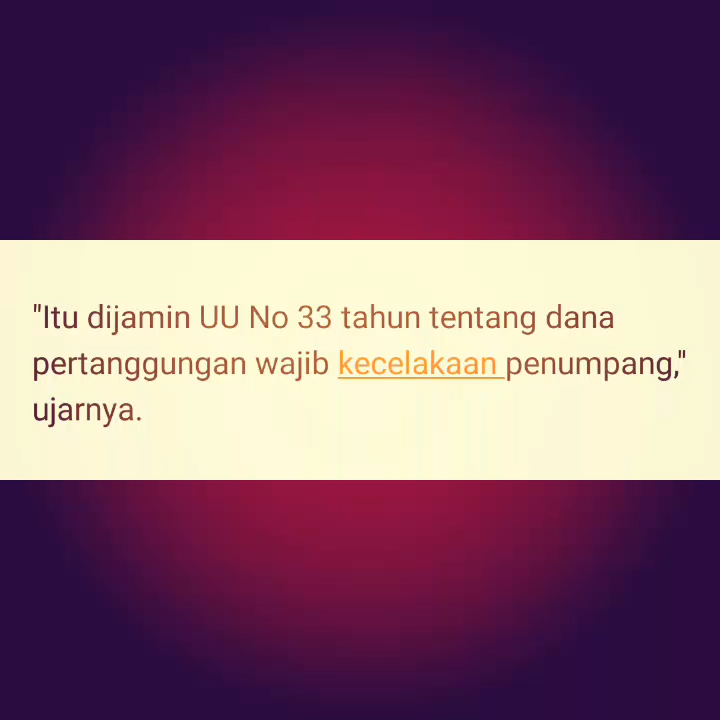 "Itu dijamin UU No 33 tahun tentang dana
pertanggungan wajib kecelakaan penumpang,"
ujarnya.